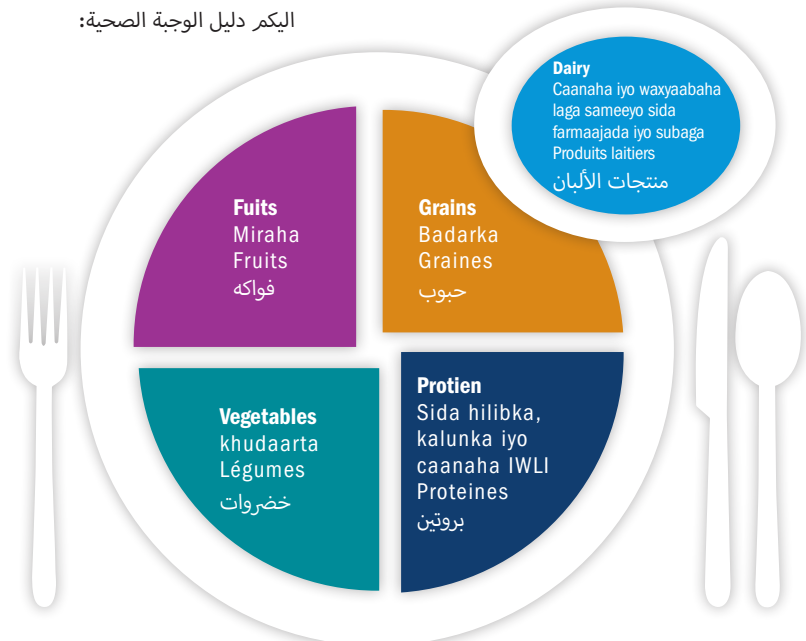 اليكم دليل الوجبة الصحية:
Dairy
Caanaha iyo waxyaabaha
laga sameeyo sida
farmaajada iyo subaga
Produits laitiers
منتجات الألبان
Fuits
Miraha
Fruits
فواكه
Grains
Badarka
Graines
حبوب
Vegetables
khudaarta
Légumes
خضروات
Protien
Sida hilibka,
kalunka iyo
caanaha IWLI
Proteines
بروتين